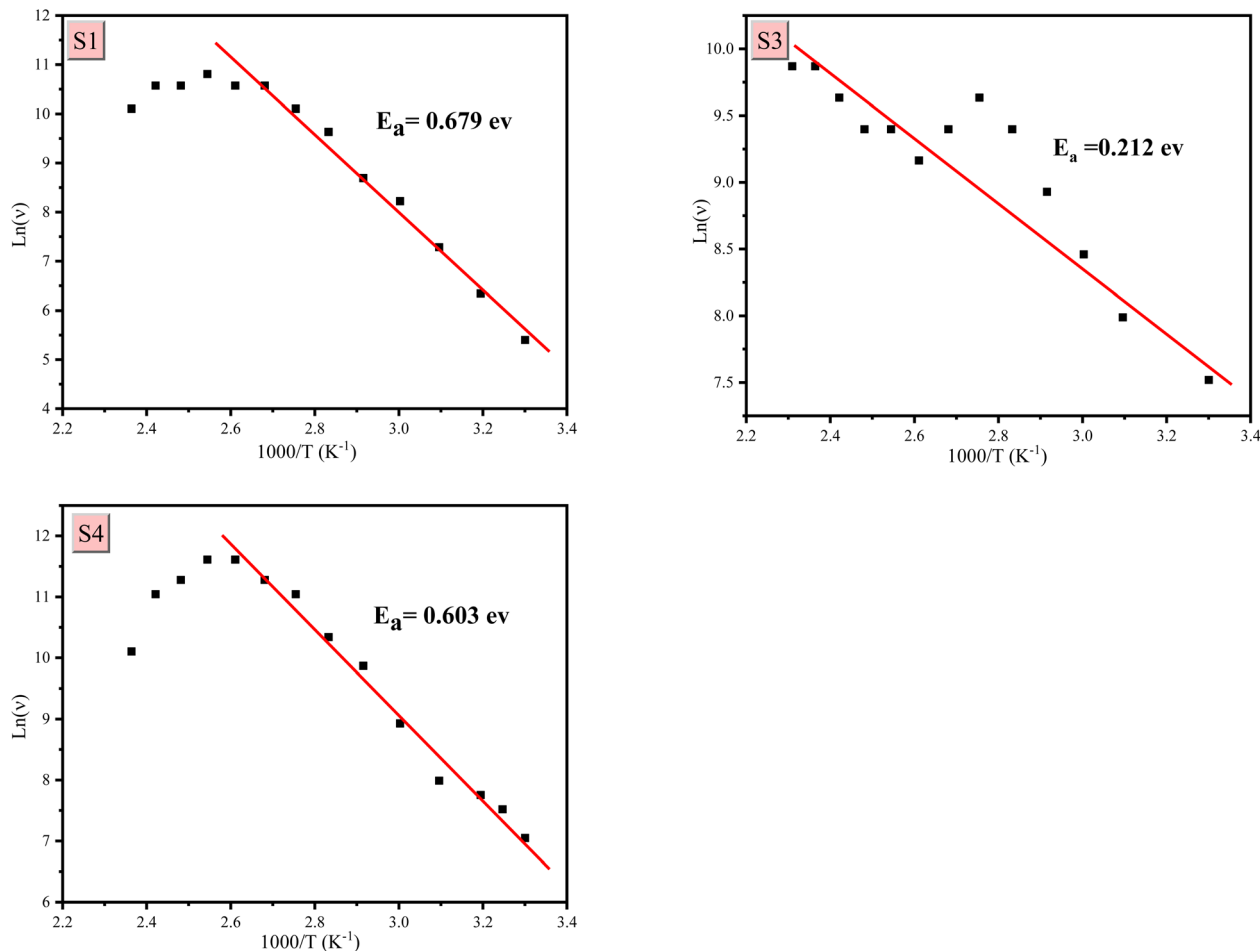 S1
12
11
10
9
8
7
6
5
4
Ln(ν)
E_a= 0.679 ev
2.2 2.4 2.6 2.8 3.0 3.2 3.4
1000/T (K⁻¹)
S3
10.0
9.5
9.0
8.5
8.0
7.5
Ln(ν)
E_a =0.212 ev
2.2 2.4 2.6 2.8 3.0 3.2 3.4
1000/T (K⁻¹)
S4
12
11
10
9
8
7
6
Ln(ν)
E_a= 0.603 ev
2.2 2.4 2.6 2.8 3.0 3.2 3.4
1000/T (K⁻¹)